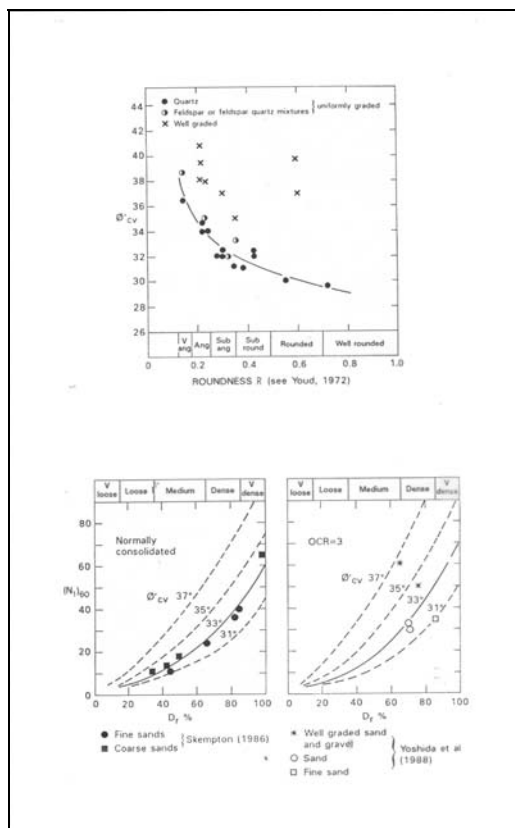 44
42
40
38
36
34
32
30
28
26
Ø'cv
● Quartz
◑ Feldspar or feldspar quartz mixtures } uniformly graded
× Well graded
V ang
Ang
Sub ang
Sub round
Rounded
Well rounded
0 0.2 0.4 0.6 0.8 1.0
ROUNDNESS R (see Youd, 1972)
V loose
Loose
Medium
Dense
V dense
80
60
40
20
0
(N₁)₆₀
Normally consolidated
Ø'cv 37°
35°
33°
31°
0 20 40 60 80 100
Dr %
● Fine sands
■ Coarse sands
} Skempton (1986)
V loose
Loose
Medium
Dense
V dense
OCR=3
Ø'cv 37°
35°
33°
31°
0 20 40 60 80 100
Dr %
* Well graded sand and gravel
○ Sand
□ Fine sand
} Yoshida et al (1988)